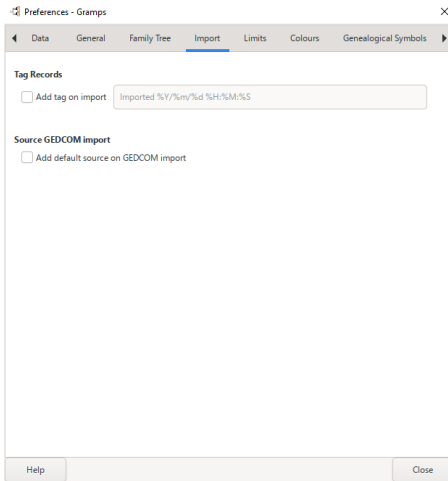 Preferences - Gramps
Data General Family Tree Import Limits Colours Genealogical Symbols
Tag Records
Add tag on import Imported %Y/%m/%d %H:%M:%S
Source GEDCOM import
Add default source on GEDCOM import
Help Close